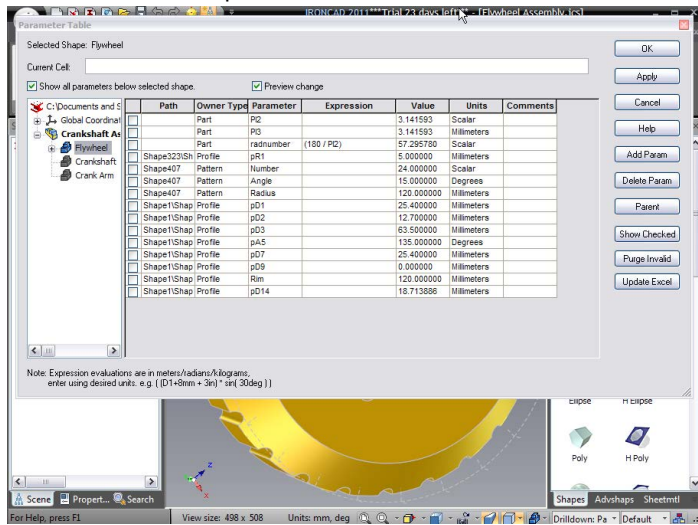 IRONCAD 2011***Trial 23 days left*** - [Flywheel Assembly.ics]
Parameter Table
Selected Shape: Flywheel
Current Cell:
Show all parameters below selected shape.
Preview change
OK
Apply
Cancel
Help
Add Param
Delete Param
Parent
Show Checked
Purge Invalid
Update Excel
C:\Documents and S
Global Coordinat
Crankshaft As
Flywheel
Crankshaft
Crank Arm
Path Owner Type Parameter Expression Value Units Comments
Part PI2 3.141593 Scalar
Part PI3 3.141593 Millimeters
Part radnumber (180 / PI2) 57.295780 Scalar
Shape323\Sh Profile pR1 5.000000 Millimeters
Shape407 Pattern Number 24.000000 Scalar
Shape407 Pattern Angle 15.000000 Degrees
Shape407 Pattern Radius 120.000000 Millimeters
Shape1\Shap Profile pD1 25.400000 Millimeters
Shape1\Shap Profile pD2 12.700000 Millimeters
Shape1\Shap Profile pD3 63.500000 Millimeters
Shape1\Shap Profile pA5 135.000000 Degrees
Shape1\Shap Profile pD7 25.400000 Millimeters
Shape1\Shap Profile pD9 0.000000 Millimeters
Shape1\Shap Profile Rim 120.000000 Millimeters
Shape1\Shap Profile pD14 18.713886 Millimeters
Note: Expression evaluations are in meters/radians/kilograms,
enter using desired units. e.g. ( (D1+8mm + 3in) * sin( 30deg ) )
Ellipse H Ellipse
Poly H Poly
z
x
Scene Propert... Search
Shapes Advshaps Sheetmtl
For Help, press F1 View size: 498 x 508 Units: mm, deg Drilldown: Pa Default